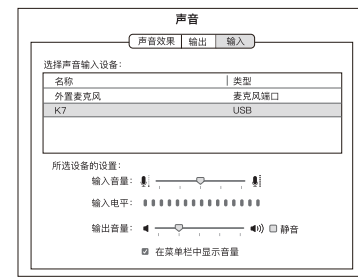 声音
声音效果 输出 输入
选择声音输入设备：
名称 类型
外置麦克风 麦克风端口
K7 USB
所选设备的设置：
输入音量：
输入电平：
输出音量： 静音
在菜单栏中显示音量